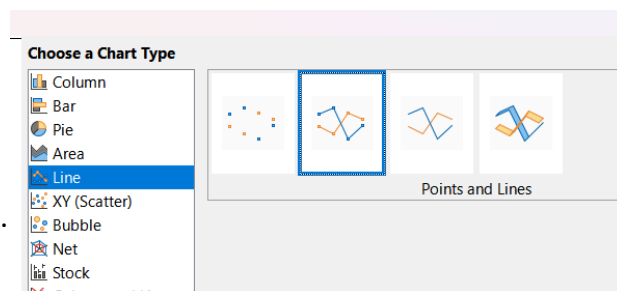 Choose a Chart Type
Column
Bar
Pie
Area
Line
XY (Scatter)
Bubble
Net
Stock
Points and Lines